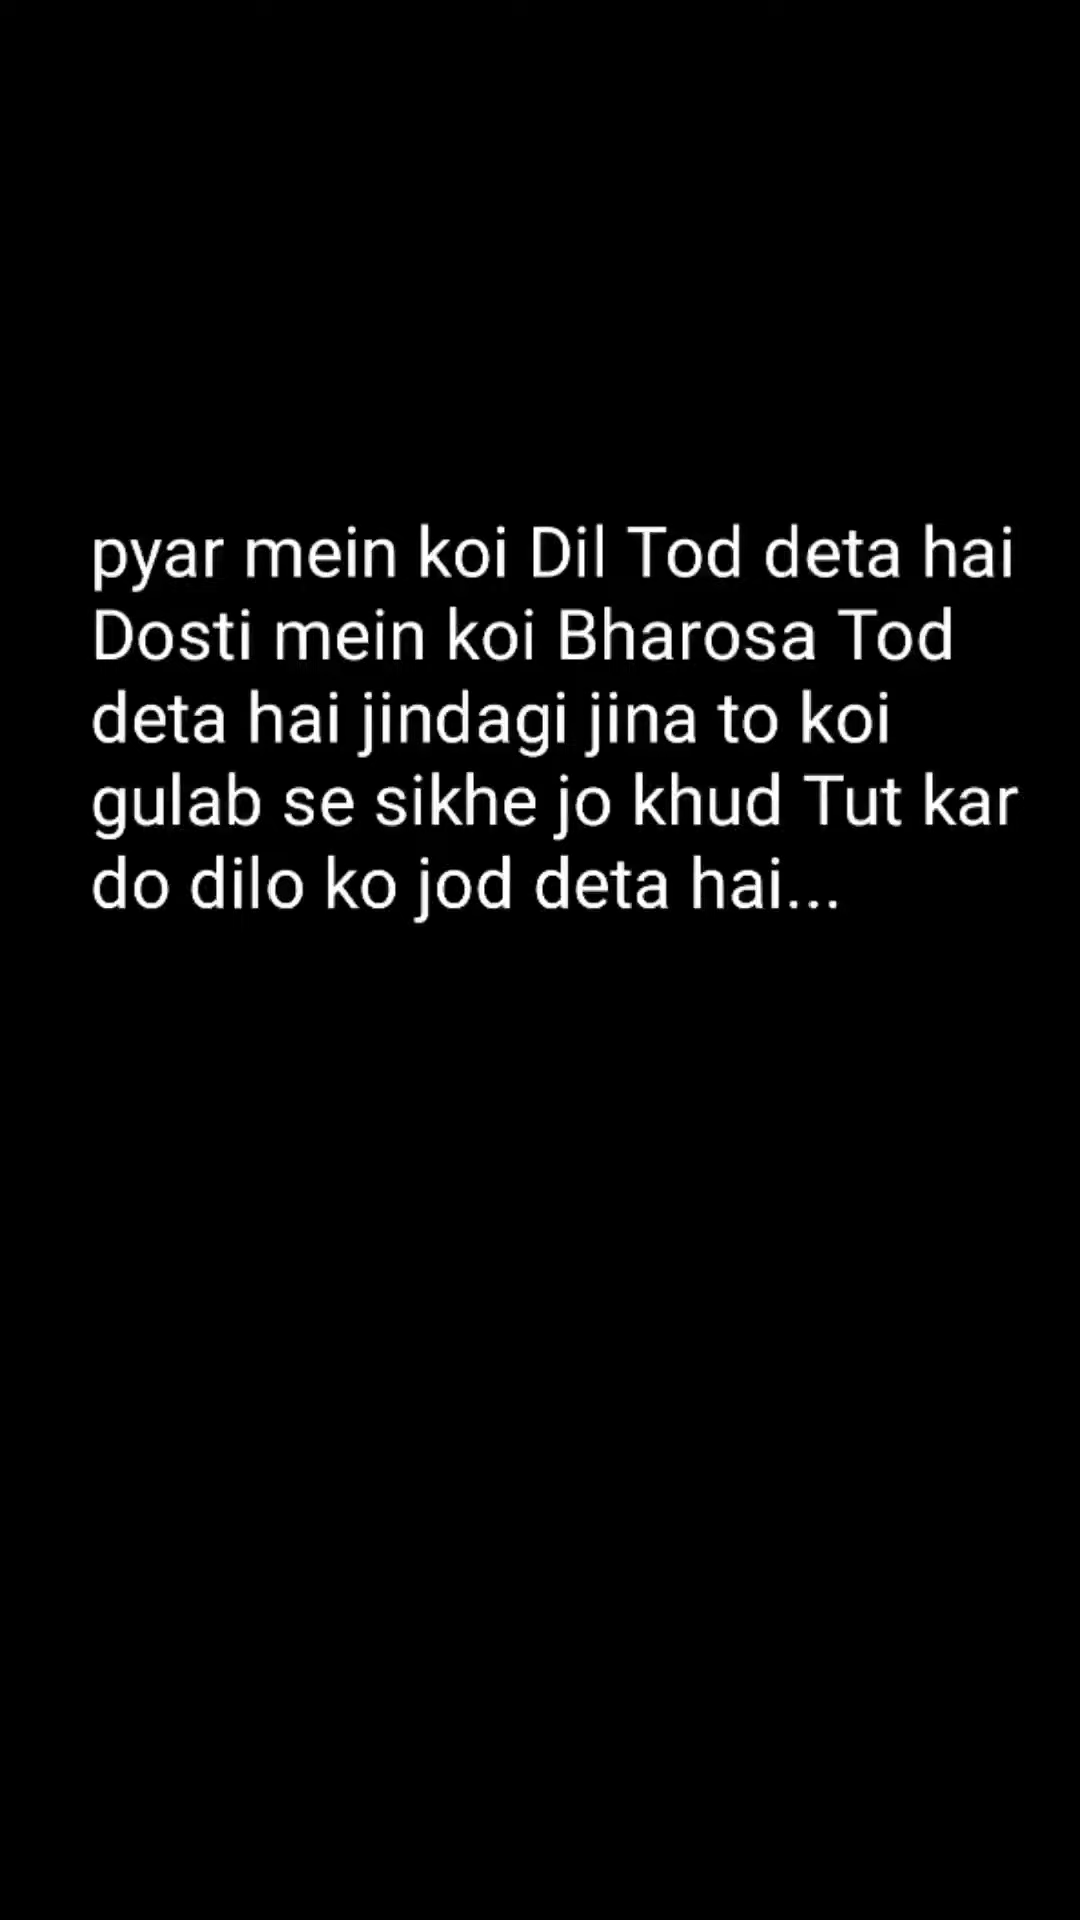 pyar mein koi Dil Tod deta hai
Dosti mein koi Bharosa Tod
deta hai jindagi jina to koi
gulab se sikhe jo khud Tut kar
do dilo ko jod deta hai...